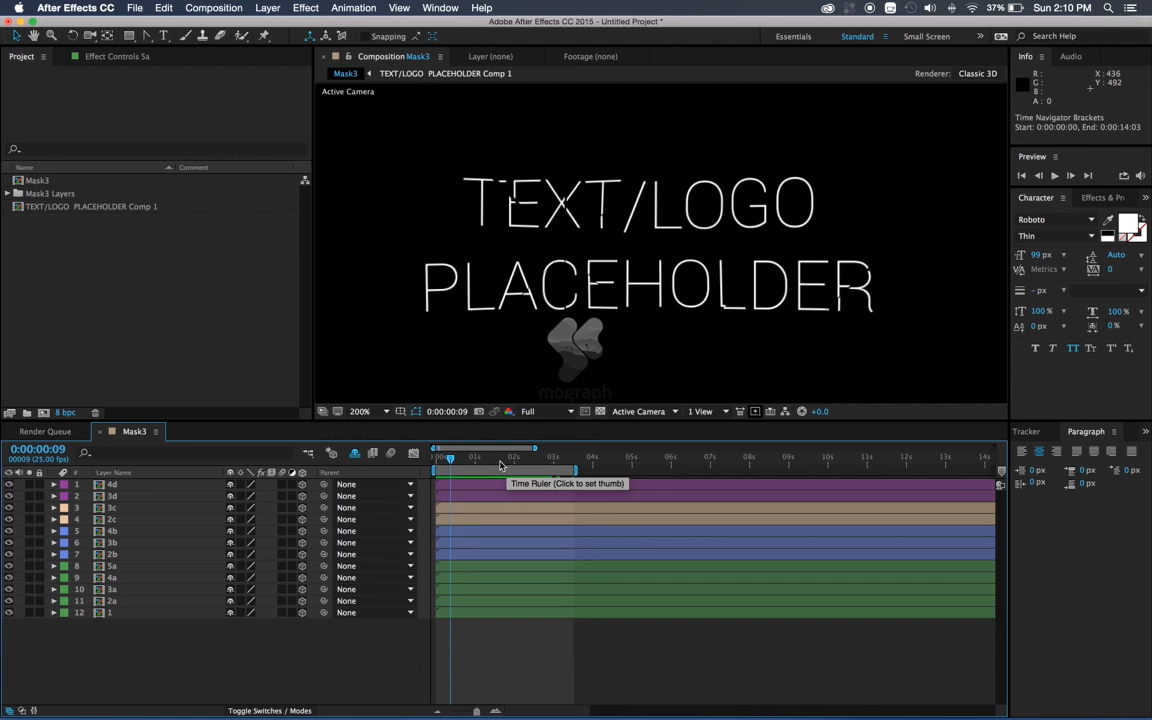 After Effects CC File Edit Composition Layer Effect Animation View Window Help 37% Sun 2:10 PM
Adobe After Effects CC 2015 - Untitled Project *
Snapping Essentials Standard Small Screen Search Help
Project Effect Controls Sa Composition Mask3 Layer (none) Footage (none) Info Audio
Mask3 TEXT/LOGO PLACEHOLDER Comp 1 Renderer: Classic 3D
Active Camera
R: X: 436
G: Y: 492
B:
A: 0
Time Navigator Brackets
Start: 0:00:00:00, End: 0:00:14:03
Name Comment
Mask3
Mask3 Layers
TEXT/LOGO PLACEHOLDER Comp 1
TEXT/LOGO
PLACEHOLDER
mograph
Preview
Character Effects & Pr
Roboto
Thin
99 px Auto
Metrics 0
- px
100% 100%
0 px 0%
TT Tt T T
8 bpc 200% 0:00:00:09 Full Active Camera 1 View +0.0
Render Queue Mask3 Tracker Paragraph
0:00:00:09
00009 (25.00 fps)
01s 02s 03s 04s 05s 06s 07s 08s 09s 10s 11s 12s 13s 14s
# Layer Name Parent
Time Ruler (Click to set thumb)
1 4d None
2 3d None
3 3c None
4 2c None
5 4b None
6 3b None
7 2b None
8 5a None
9 4a None
10 3a None
11 2a None
12 1 None
0 px 0 px 0 px
0 px 0 px
Toggle Switches / Modes